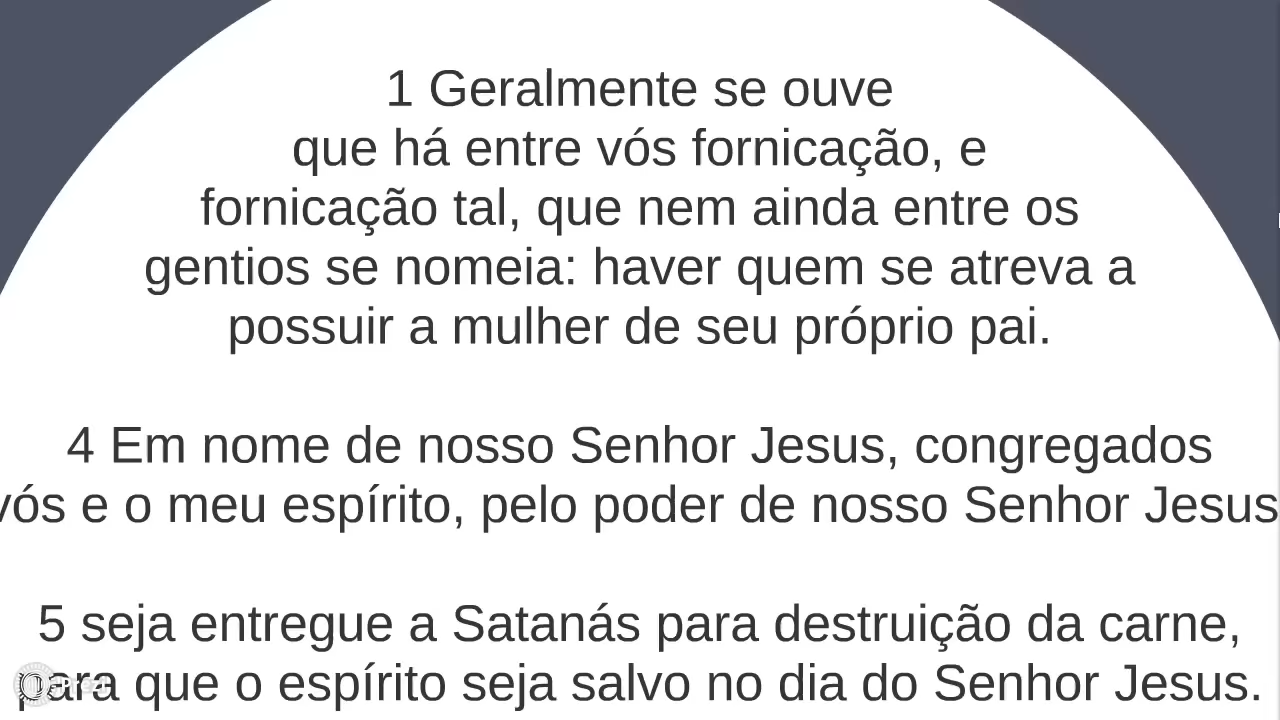 1 Geralmente se ouve
que há entre vós fornicação, e
fornicação tal, que nem ainda entre os
gentios se nomeia: haver quem se atreva a
possuir a mulher de seu próprio pai.
4 Em nome de nosso Senhor Jesus, congregados
vós e o meu espírito, pelo poder de nosso Senhor Jesus
5 seja entregue a Satanás para destruição da carne,
para que o espírito seja salvo no dia do Senhor Jesus.
Prezi